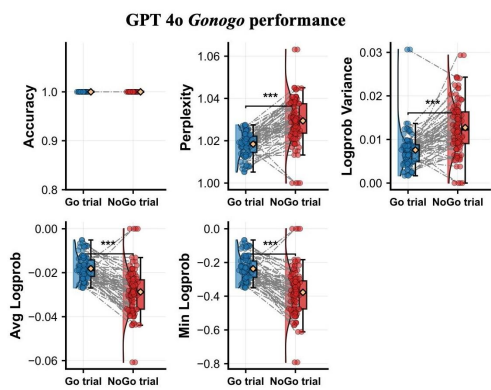 GPT 4o Gonogo performance
Accuracy
1.0
0.9
0.8
Go trial NoGo trial
Perplexity
1.06
1.04
1.02
1.00
***
Go trial NoGo trial
Logprob Variance
0.03
0.02
0.01
0.00
***
Go trial NoGo trial
Avg Logprob
0.00
−0.02
−0.04
−0.06
***
Go trial NoGo trial
Min Logprob
0.0
−0.2
−0.4
−0.6
−0.8
***
Go trial NoGo trial